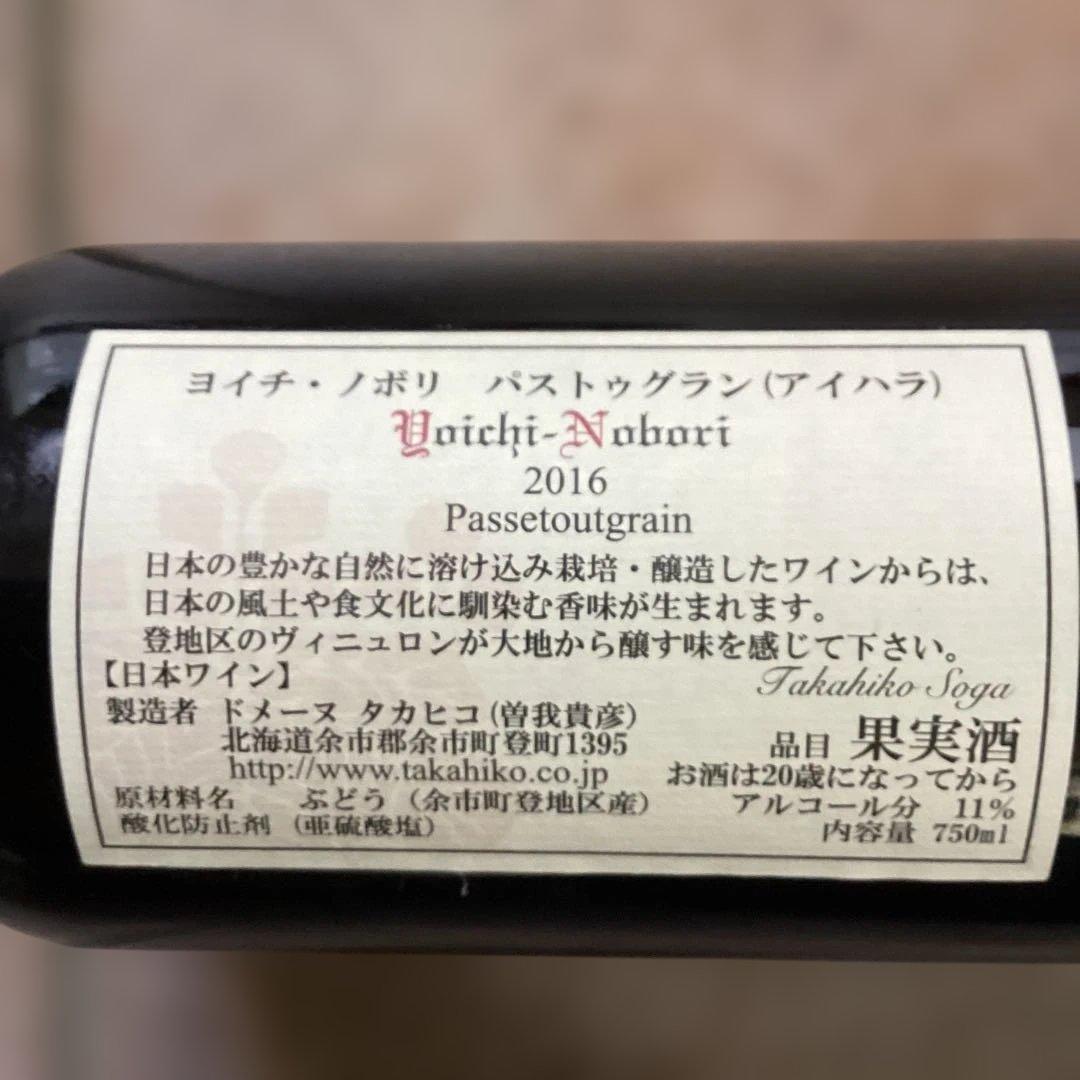 ヨイチ・ノボリ　パストゥグラン(アイハラ)
Yoichi-Nobori
2016
Passetoutgrain
日本の豊かな自然に溶け込み栽培・醸造したワインからは、
日本の風土や食文化に馴染む香味が生まれます。
登地区のヴィニュロンが大地から醸す味を感じて下さい。
【日本ワイン】
Takahiko Soga
製造者 ドメーヌ タカヒコ(曽我貴彦)
北海道余市郡余市町登町1395
http://www.takahiko.co.jp
品目 果実酒
お酒は20歳になってから
原材料名 ぶどう (余市町登地区産)
アルコール分 11%
酸化防止剤 (亜硫酸塩)
内容量 750ml